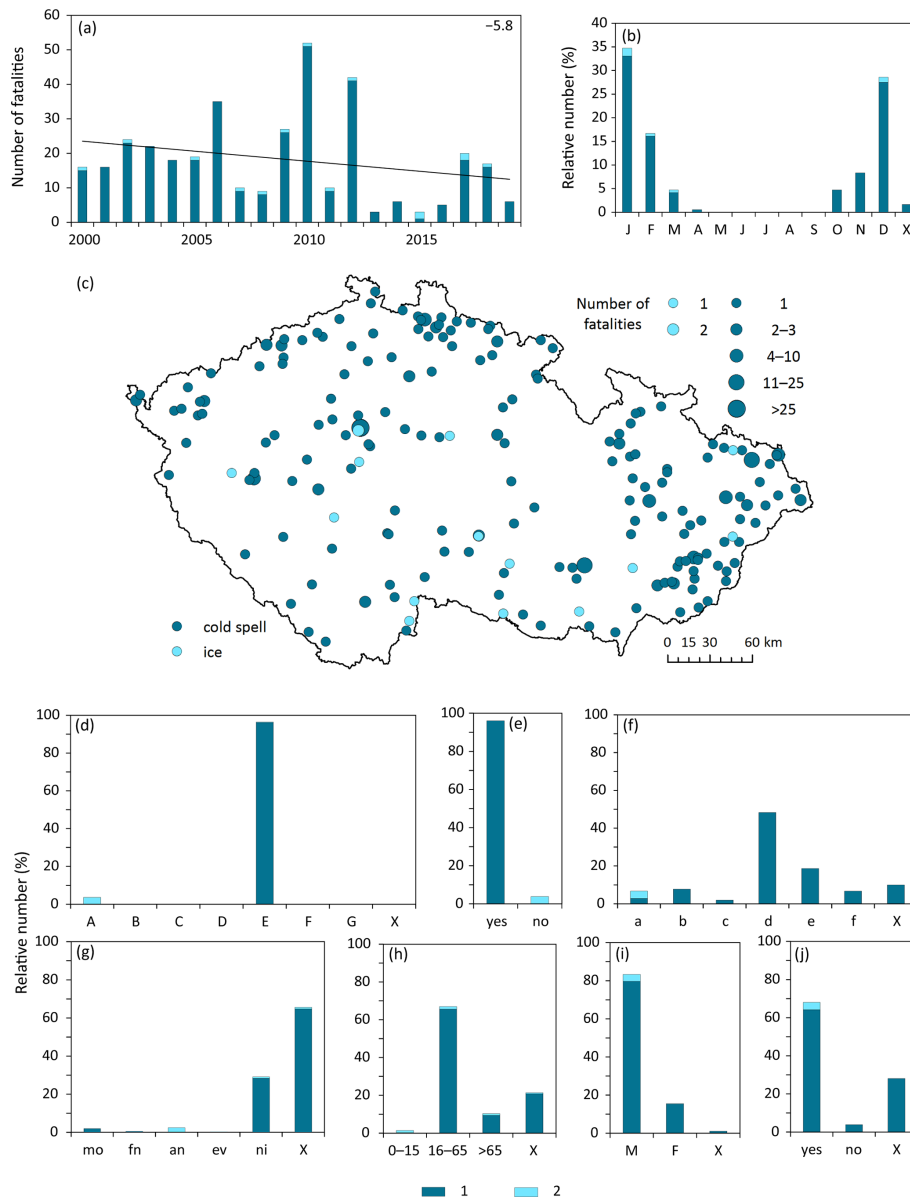 (a)
−5.8
Number of fatalities
60
50
40
30
20
10
0
2000 2005 2010 2015
(b)
Relative number (%)
40
35
30
25
20
15
10
5
0
J F M A M J J A S O N D X
(c)
Number of fatalities
1 1
2 2–3
4–10
11–25
>25
cold spell
ice
0 15 30 60 km
Relative number (%)
(d)
100
80
60
40
20
0
A B C D E F G X
(e)
100
80
60
40
20
0
yes no
(f)
100
80
60
40
20
0
a b c d e f X
(g)
100
80
60
40
20
0
mo fn an ev ni X
(h)
100
80
60
40
20
0
0–15 16–65 >65 X
(i)
100
80
60
40
20
0
M F X
(j)
100
80
60
40
20
0
yes no X
1 2